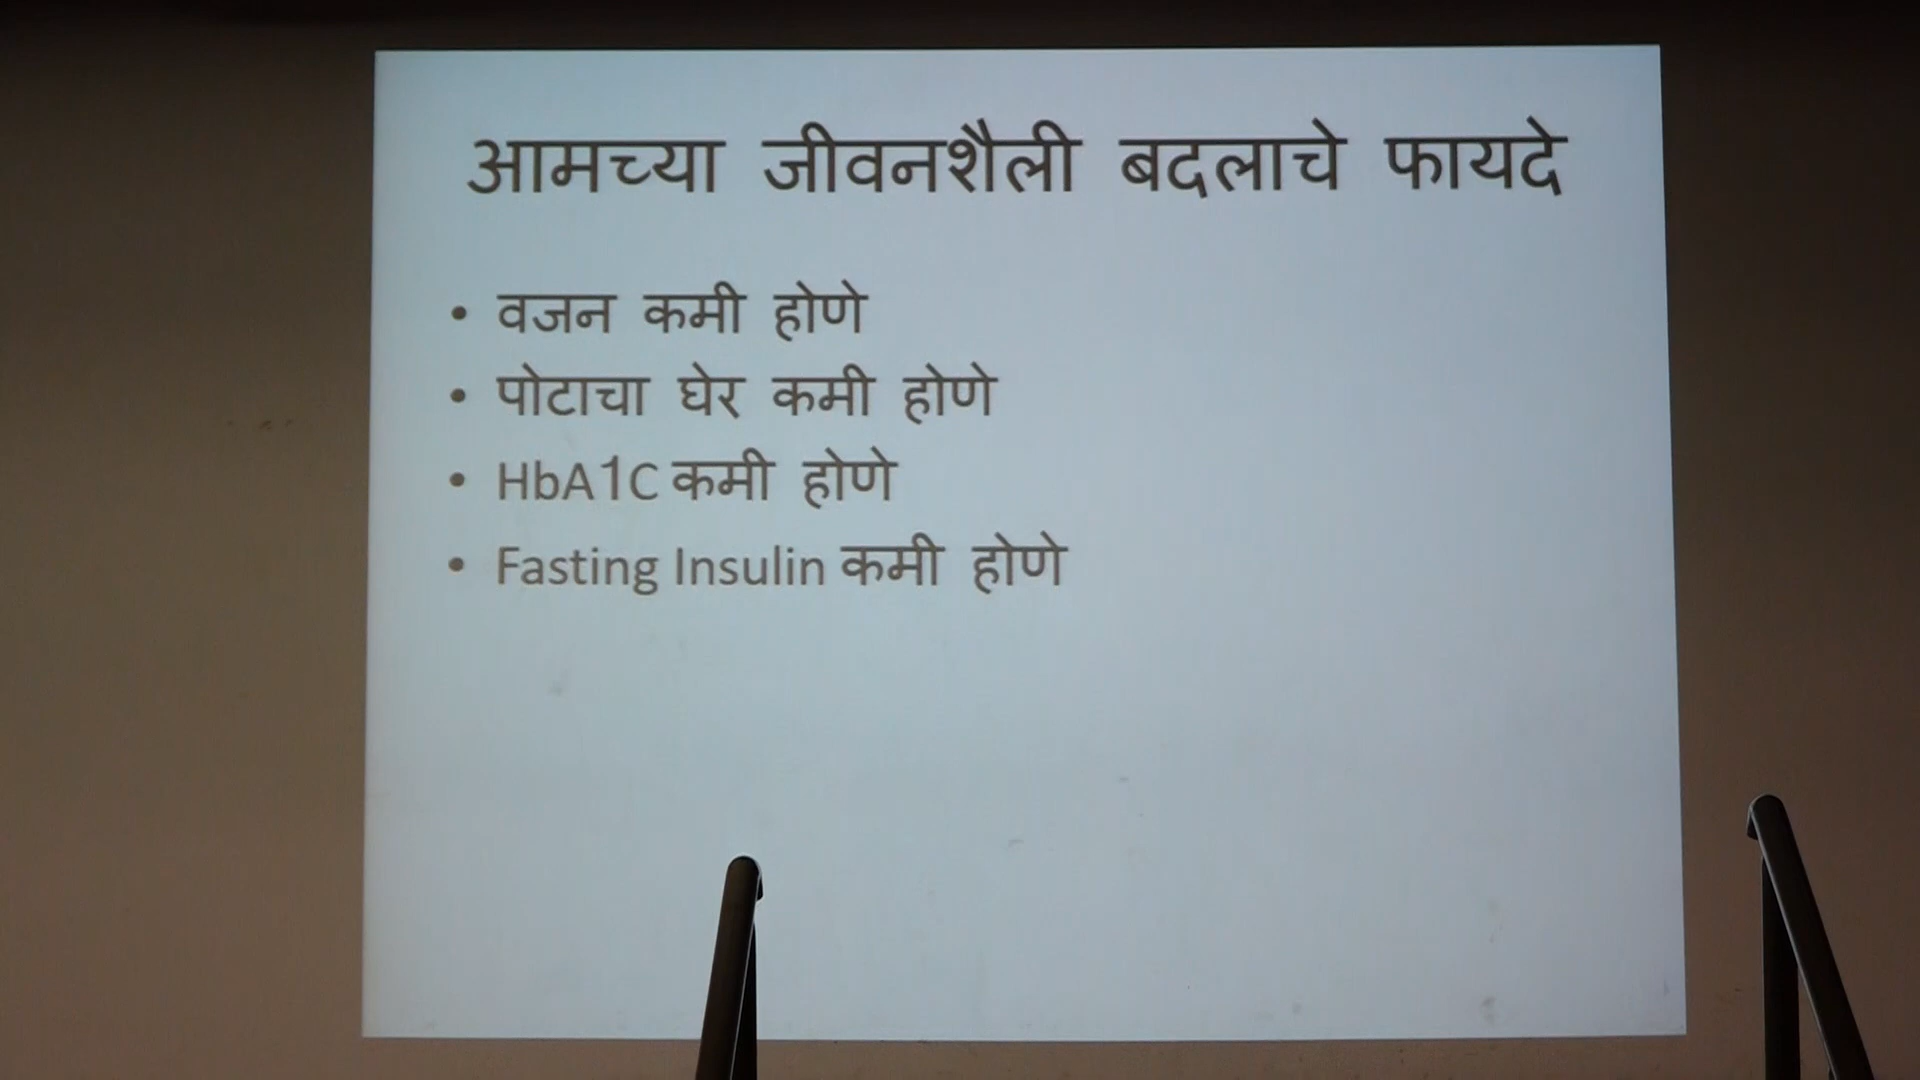 आमच्या जीवनशैली बदलाचे फायदे
• वजन कमी होणे
• पोटाचा घेर कमी होणे
• HbA1C कमी होणे
• Fasting Insulin कमी होणे